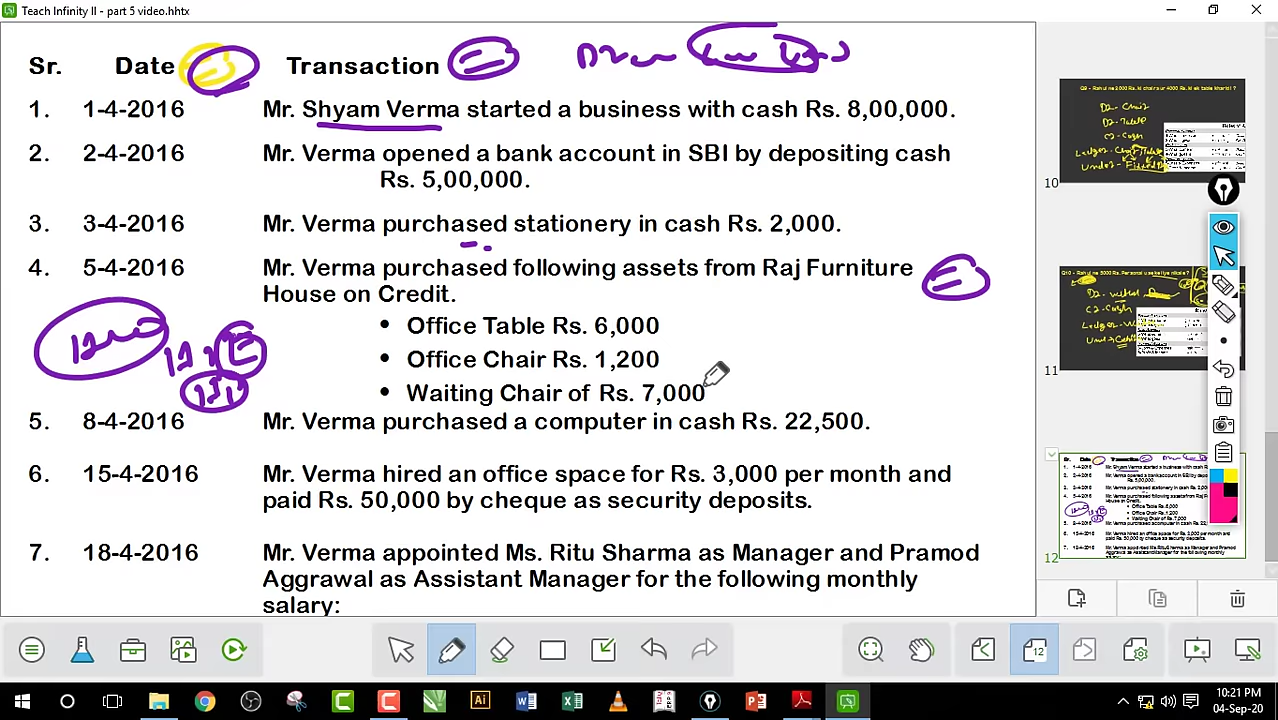 Teach Infinity II - part 5 video.hhtx
Sr. Date Transaction
1. 1-4-2016 Mr. Shyam Verma started a business with cash Rs. 8,00,000.
2. 2-4-2016 Mr. Verma opened a bank account in SBI by depositing cash
Rs. 5,00,000.
3. 3-4-2016 Mr. Verma purchased stationery in cash Rs. 2,000.
4. 5-4-2016 Mr. Verma purchased following assets from Raj Furniture
House on Credit.
• Office Table Rs. 6,000
• Office Chair Rs. 1,200
• Waiting Chair of Rs. 7,000
5. 8-4-2016 Mr. Verma purchased a computer in cash Rs. 22,500.
6. 15-4-2016 Mr. Verma hired an office space for Rs. 3,000 per month and
paid Rs. 50,000 by cheque as security deposits.
7. 18-4-2016 Mr. Verma appointed Ms. Ritu Sharma as Manager and Pramod
Aggrawal as Assistant Manager for the following monthly
salary:
10
11
12
12
10:21 PM
04-Sep-20